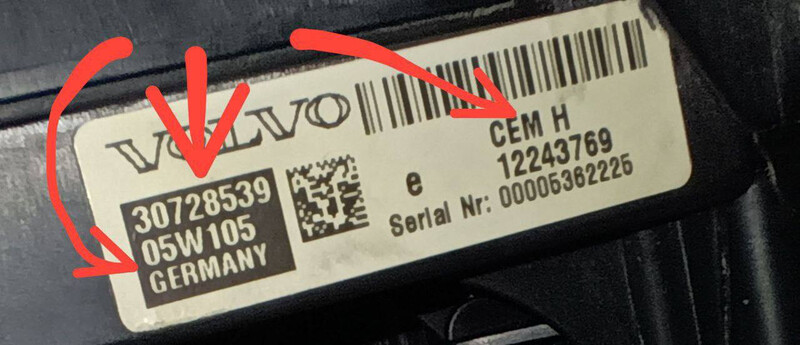 VOLVO
30728539
05W105
GERMANY
CEM H
12243769
e
Serial Nr: 00005362225